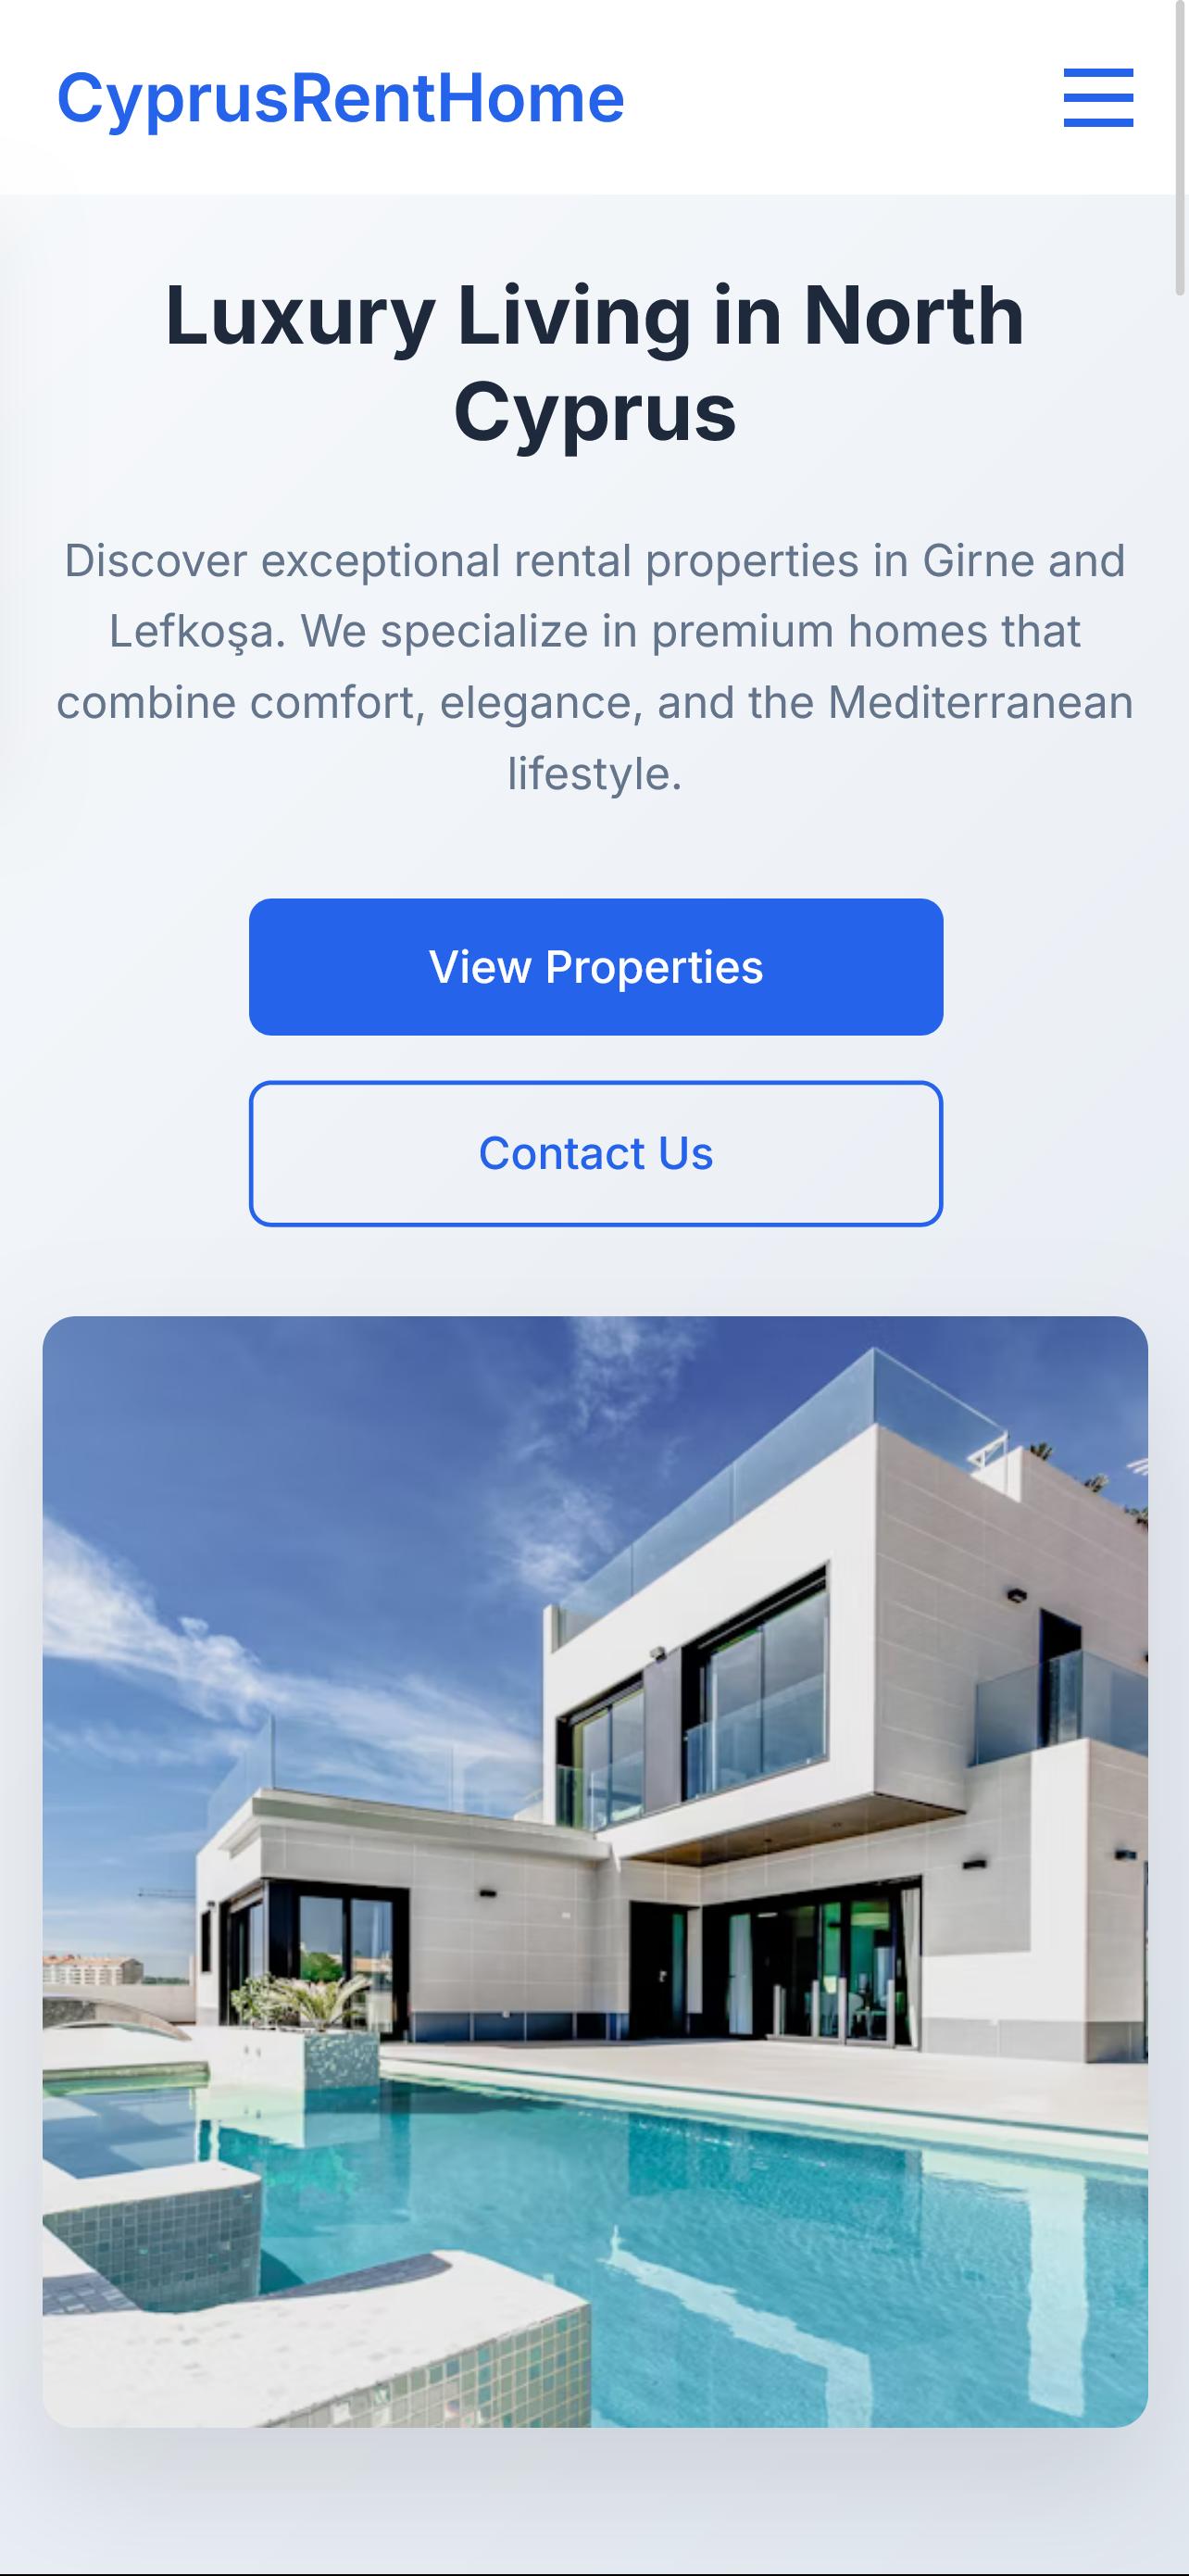 CyprusRentHome
Luxury Living in North
Cyprus
Discover exceptional rental properties in Girne and
Lefkoşa. We specialize in premium homes that
combine comfort, elegance, and the Mediterranean
lifestyle.
View Properties
Contact Us